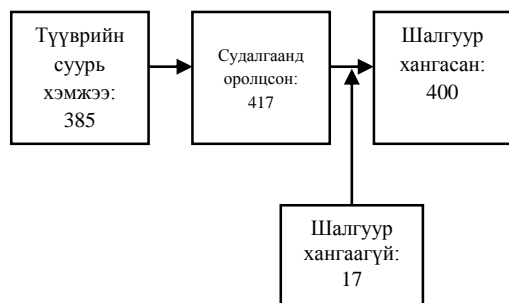 Түүврийн
суурь
хэмжээ:
385
Судалгаанд
оролцсон:
417
Шалгуур
хангасан:
400
Шалгуур
хангаагүй:
17